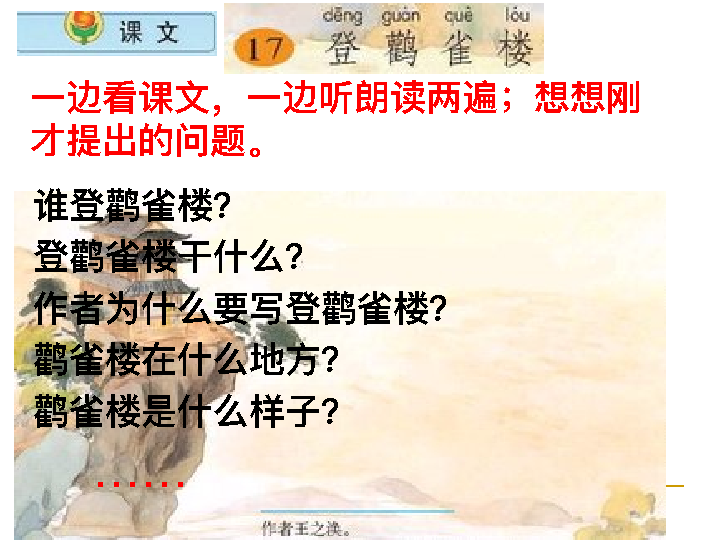 课 文
dēng guàn què lóu
17 登 鹳 雀 楼
一边看课文，一边听朗读两遍；想想刚
才提出的问题。
谁登鹳雀楼？
登鹳雀楼干什么？
作者为什么要写登鹳雀楼？
鹳雀楼在什么地方？
鹳雀楼是什么样子？
······
作者王之涣。